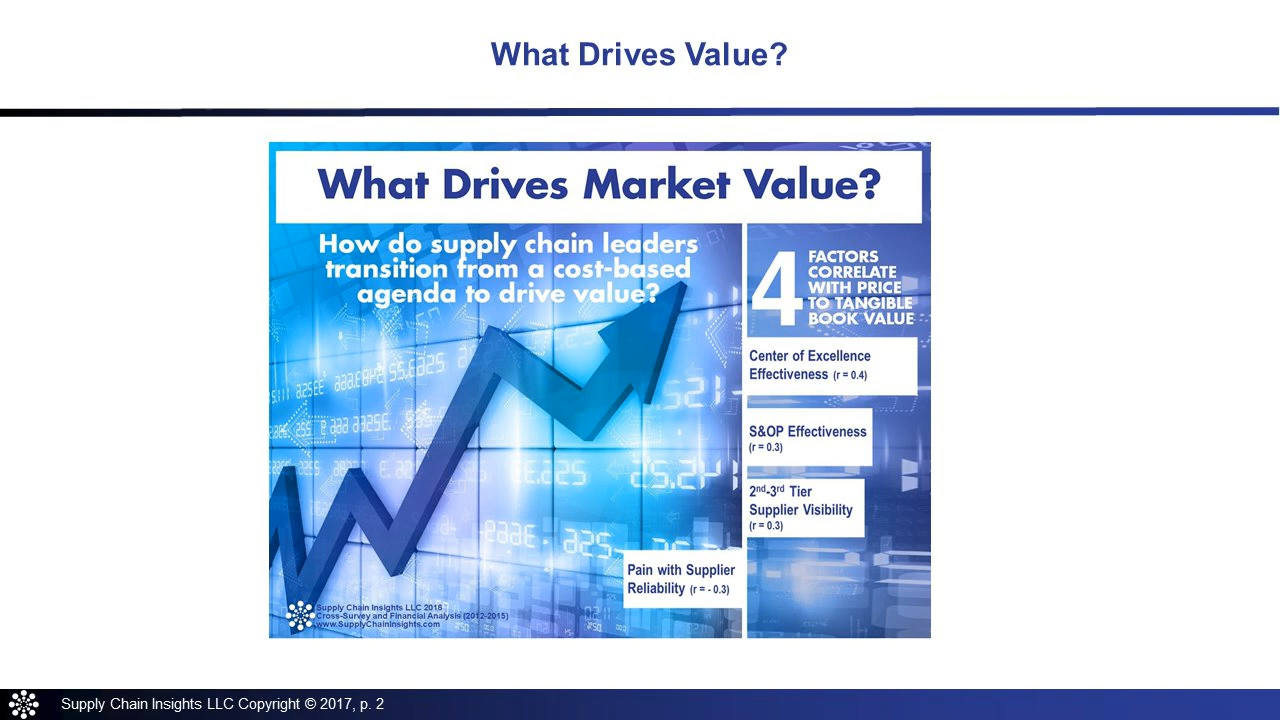 What Drives Value?
What Drives Market Value?
How do supply chain leaders
transition from a cost-based
agenda to drive value?
4
FACTORS
CORRELATE
WITH PRICE
TO TANGIBLE
BOOK VALUE
Center of Excellence
Effectiveness (r = 0.4)
S&OP Effectiveness
(r = 0.3)
2nd-3rd Tier
Supplier Visibility
(r = 0.3)
Pain with Supplier
Reliability (r = - 0.3)
Supply Chain Insights LLC 2016
Cross-Survey and Financial Analysis (2012-2015)
www.SupplyChainInsights.com
Supply Chain Insights LLC Copyright © 2017, p. 2